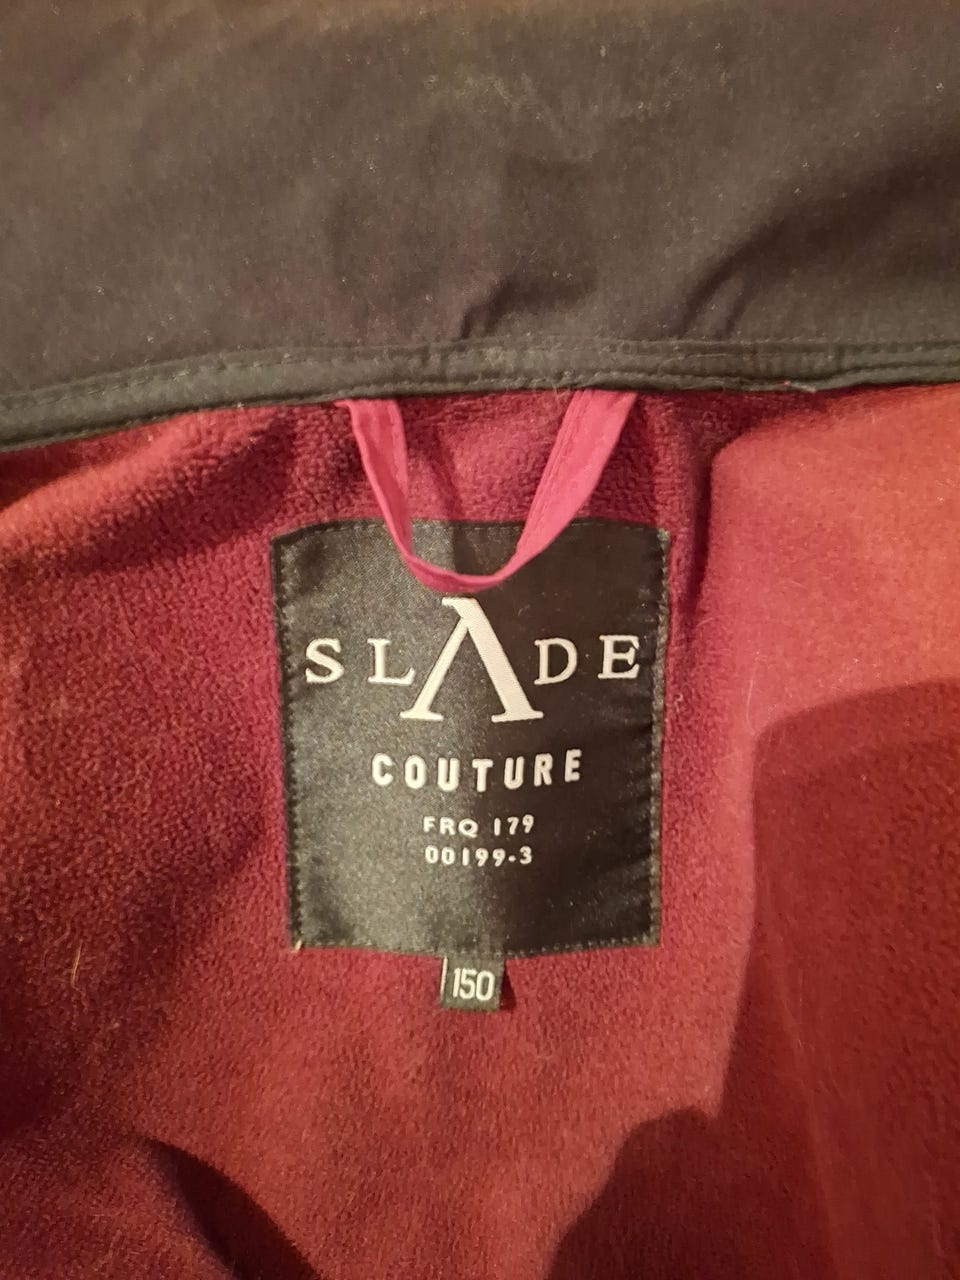 SLΛDE
COUTURE
FRQ 179
00199-3
150